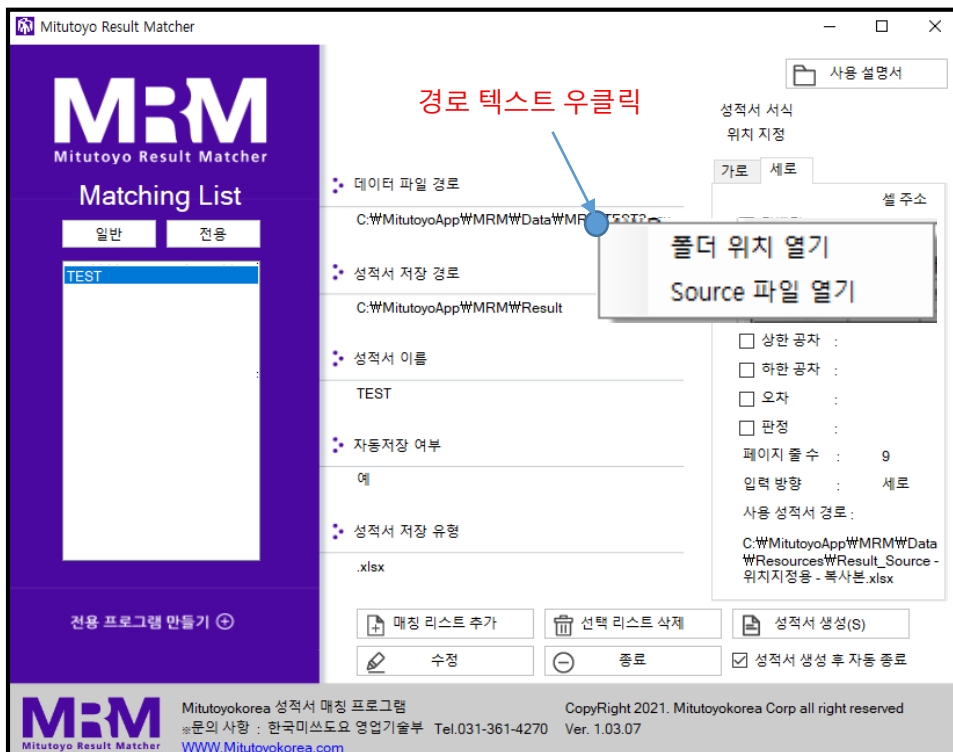 Mitutoyo Result Matcher
사용 설명서
경로 텍스트 우클릭
성적서 서식
위치 지정
MRM
Mitutoyo Result Matcher
Matching List
일반
전용
TEST
전용 프로그램 만들기
데이터 파일 경로
C:₩MitutoyoApp₩MRM₩Data₩MR
폴더 위치 열기
Source 파일 열기
성적서 저장 경로
C:₩MitutoyoApp₩MRM₩Result
성적서 이름
TEST
자동저장 여부
예
성적서 저장 유형
.xlsx
가로
세로
셀 주소
상한 공차 :
하한 공차 :
오차 :
판정 :
페이지 줄 수 : 9
입력 방향 : 세로
사용 성적서 경로 :
C:₩MitutoyoApp₩MRM₩Data
₩Resources₩Result_Source -
위치지정용 - 복사본.xlsx
매칭 리스트 추가
선택 리스트 삭제
성적서 생성(S)
수정
종료
성적서 생성 후 자동 종료
MRM
Mitutoyo Result Matcher
Mitutoyokorea 성적서 매칭 프로그램
※문의 사항 : 한국미쓰도요 영업기술부 Tel.031-361-4270
WWW.Mitutoyokorea.com
CopyRight 2021. Mitutoyokorea Corp all right reserved
Ver. 1.03.07